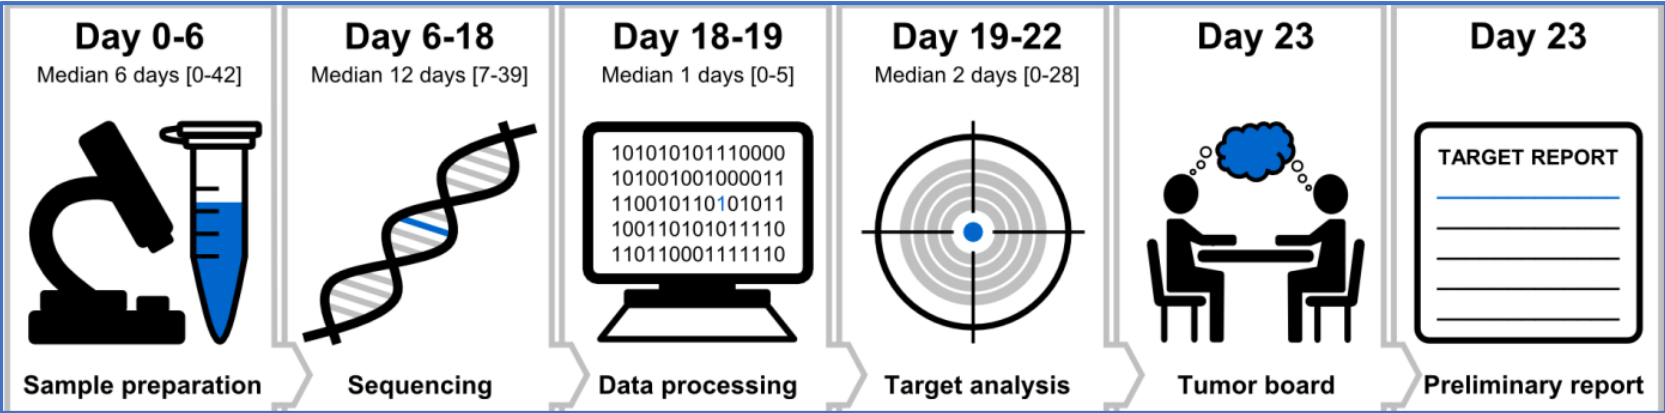 Day 0-6
Median 6 days [0-42]
Sample preparation
Day 6-18
Median 12 days [7-39]
Sequencing
Day 18-19
Median 1 days [0-5]
101010101110000
101001001000011
110010110101011
100110101011110
110110001111110
Data processing
Day 19-22
Median 2 days [0-28]
Target analysis
Day 23
Tumor board
Day 23
TARGET REPORT
Preliminary report